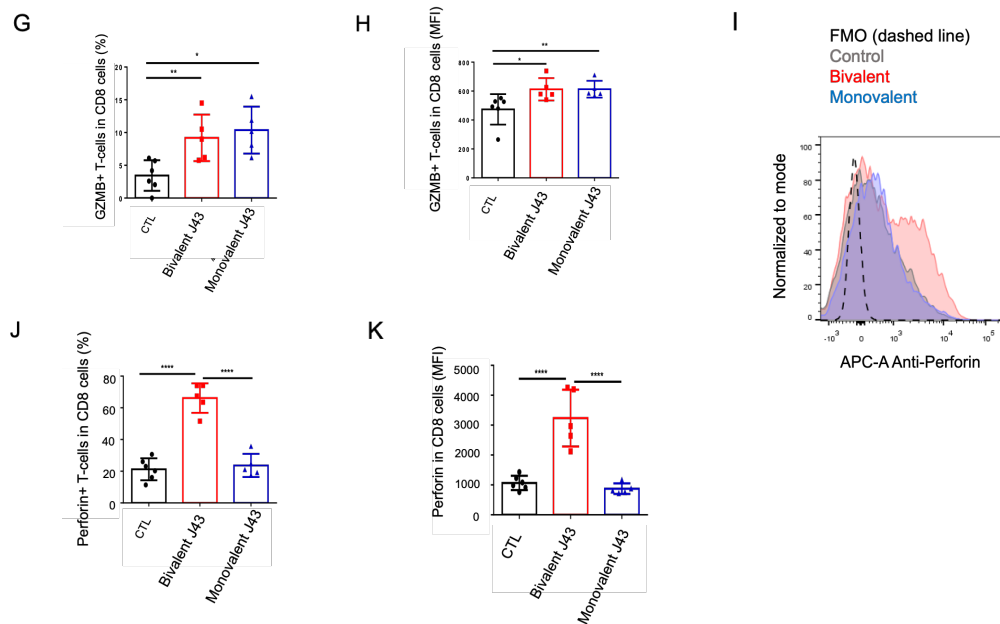 G
GZMB+ T-cells in CD8 cells (%)
20
15
10
5
0
*
**
CTL
Bivalent J43
Monovalent J43
H
GZMB+ T-cells in CD8 cells (MFI)
800
600
400
200
0
**
*
CTL
Bivalent J43
Monovalent J43
I
FMO (dashed line)
Control
Bivalent
Monovalent
Normalized to mode
100
80
60
40
20
0
-10³ 0 10³ 10⁴ 10⁵
APC-A Anti-Perforin
J
Perforin+ T-cells in CD8 cells (%)
80
60
40
20
0
**** ****
CTL
Bivalent J43
Monovalent J43
K
Perforin in CD8 cells (MFI)
5000
4000
3000
2000
1000
0
**** ****
CTL
Bivalent J43
Monovalent J43